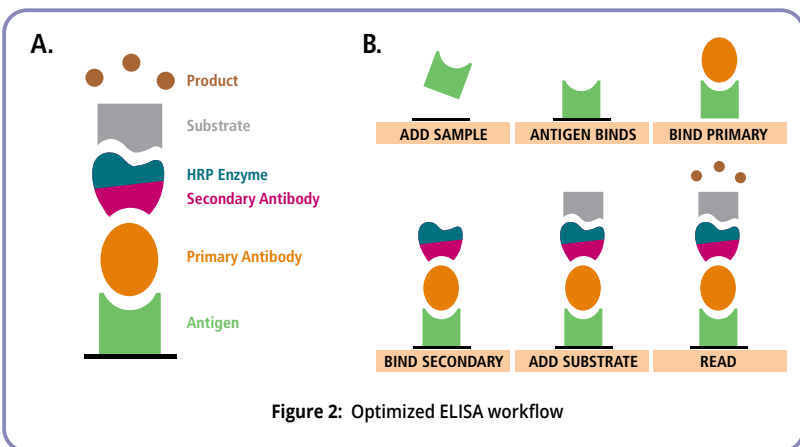 A.
Product
Substrate
HRP Enzyme
Secondary Antibody
Primary Antibody
Antigen
B.
ADD SAMPLE
ANTIGEN BINDS
BIND PRIMARY
BIND SECONDARY
ADD SUBSTRATE
READ
Figure 2: Optimized ELISA workflow